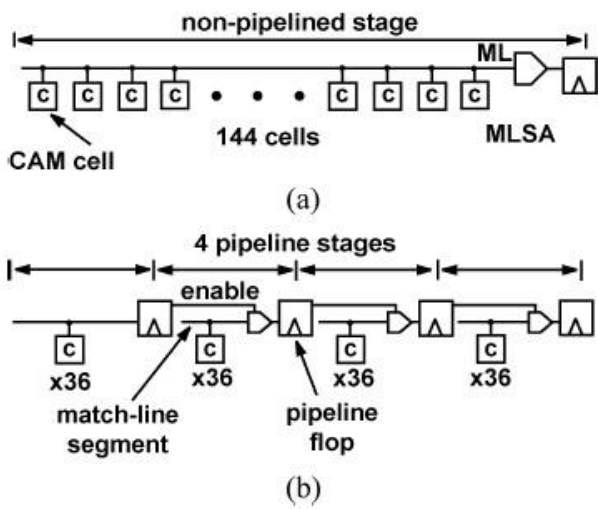 non-pipelined stage
ML
C C C C C C C C
144 cells
MLSA
CAM cell
(a)
4 pipeline stages
enable
C C C C
x36 x36 x36 x36
match-line
segment
pipeline
flop
(b)